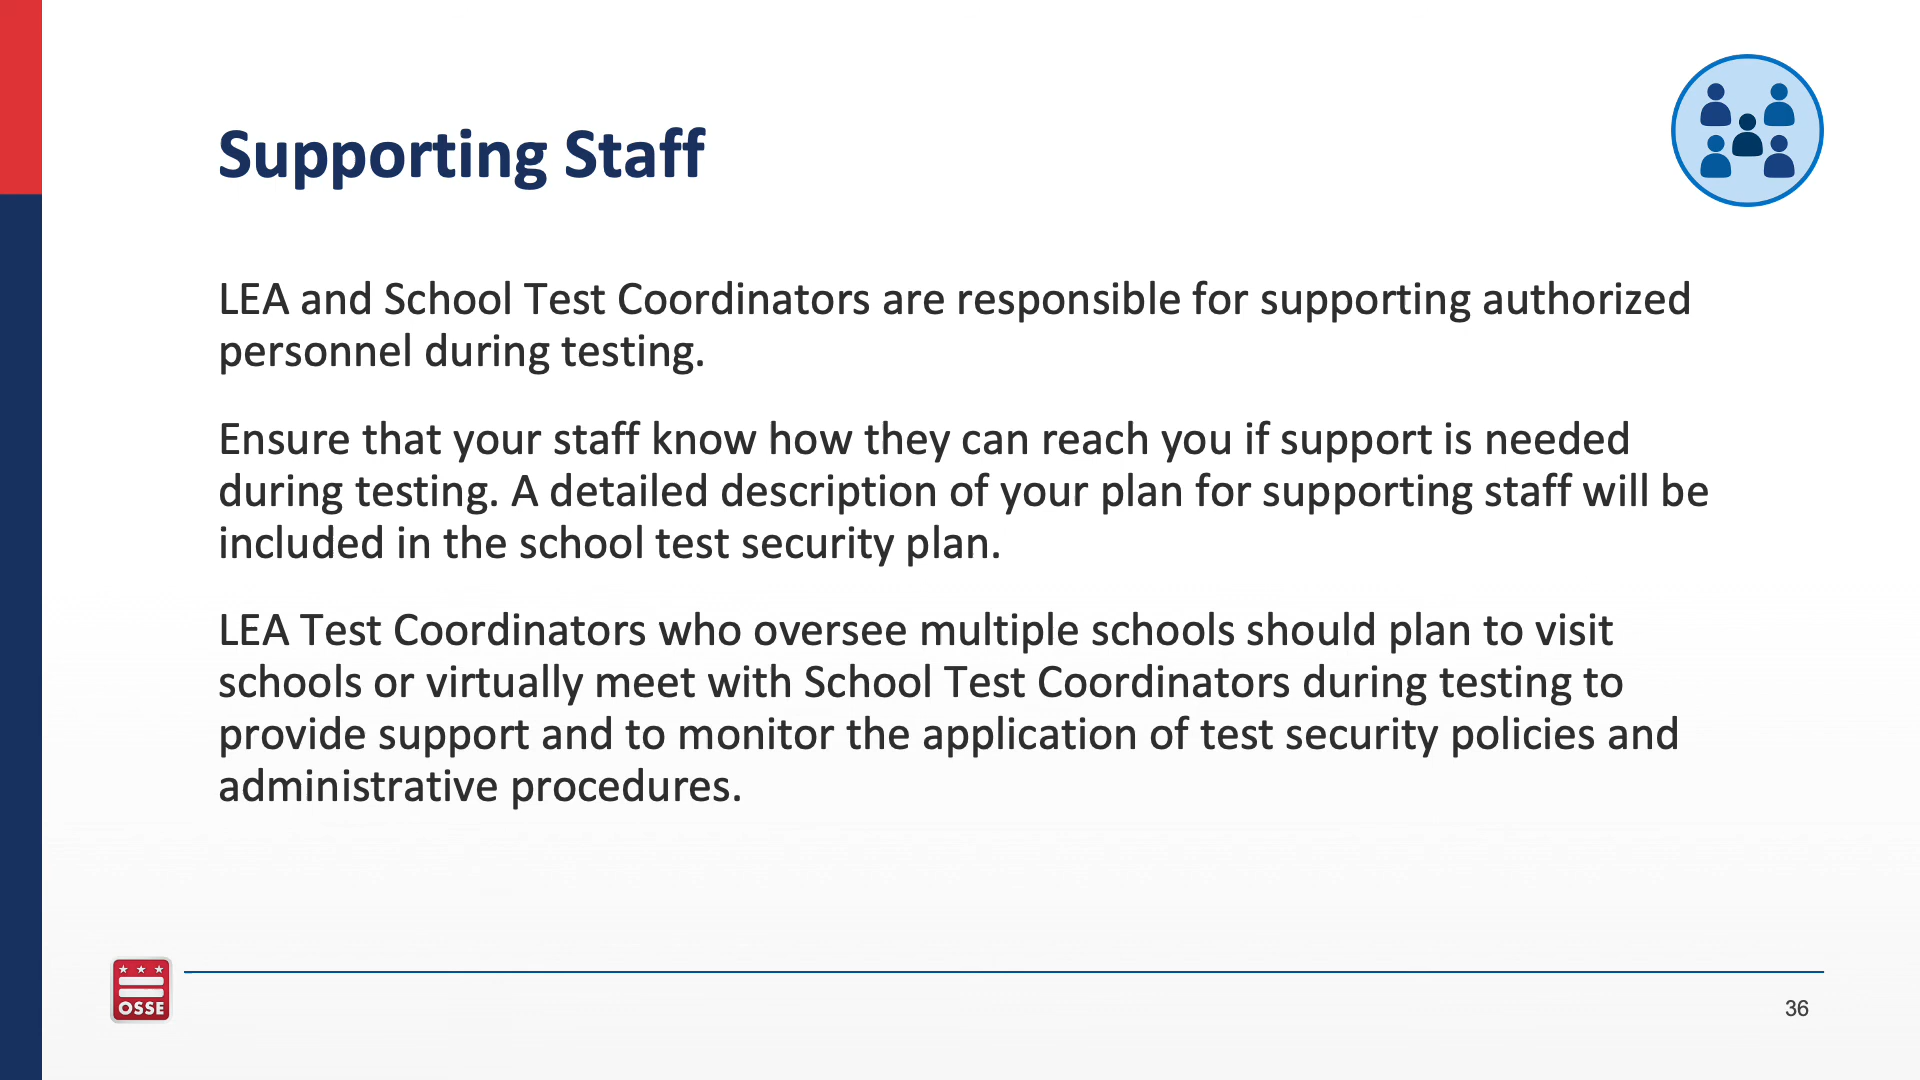 Supporting Staff
LEA and School Test Coordinators are responsible for supporting authorized
personnel during testing.
Ensure that your staff know how they can reach you if support is needed
during testing. A detailed description of your plan for supporting staff will be
included in the school test security plan.
LEA Test Coordinators who oversee multiple schools should plan to visit
schools or virtually meet with School Test Coordinators during testing to
provide support and to monitor the application of test security policies and
administrative procedures.
OSSE
36